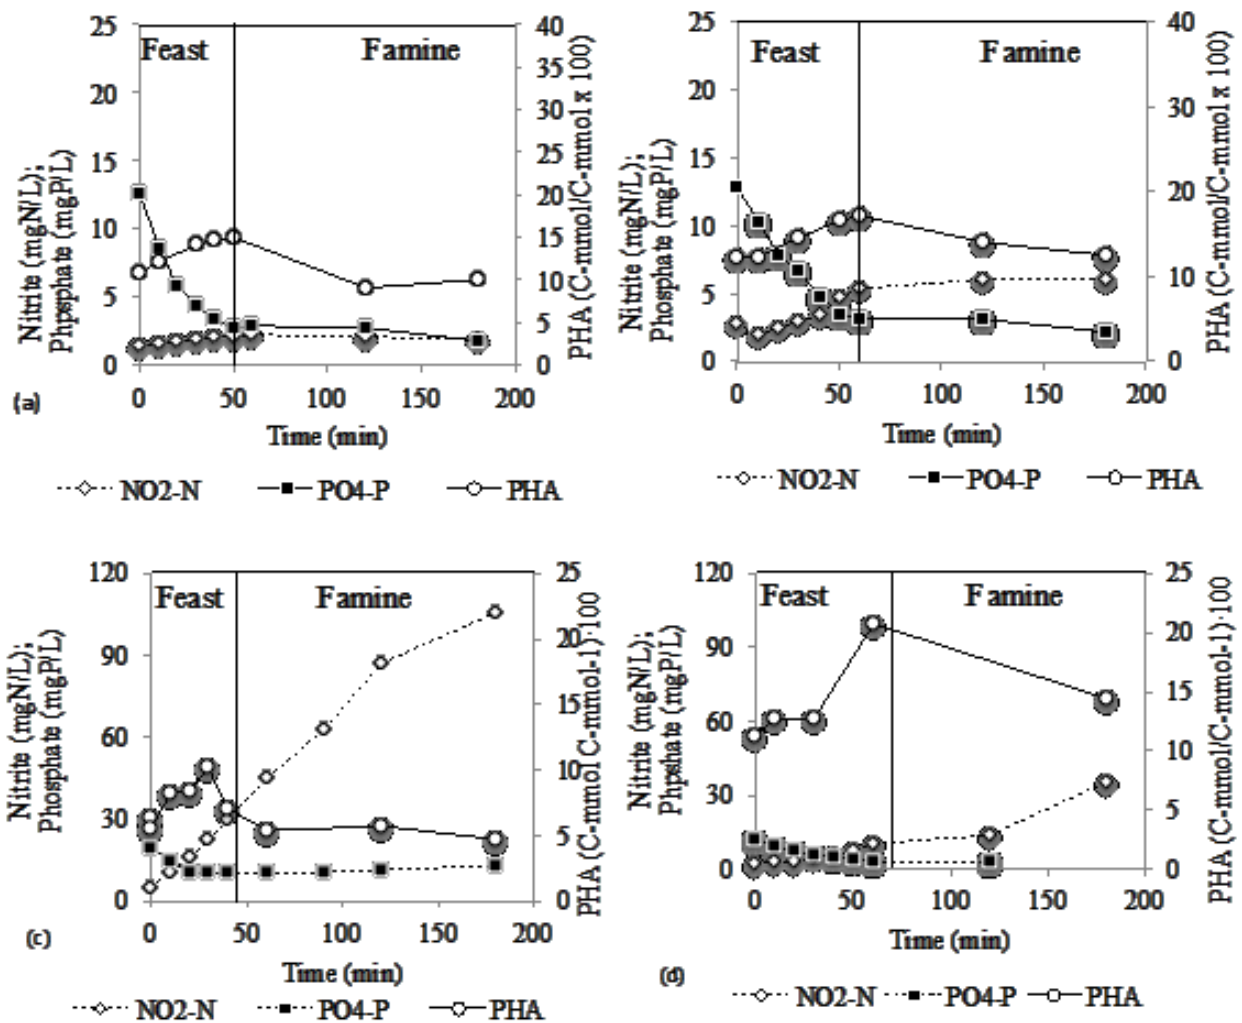 Feast Famine
25
20
15
10
5
0
40
35
30
25
20
15
10
5
0
Nitrite (mgN/L);
Phpsphate (mgP/L)
PHA (C-mmol/C-mmol x 100)
0 50 100 150 200
(a)
Time (min)
NO2-N PO4-P PHA
Feast Famine
25
20
15
10
5
0
40
30
20
10
0
Nitrite (mgN/L);
Phosphate (mgP/L)
PHA (C-mmol/C-mmol x 100)
0 50 100 150 200
Time (min)
NO2-N PO4-P PHA
Feast Famine
120
90
60
30
0
25
20
15
10
5
0
Nitrite (mgN/L);
Phosphate (mgP/L)
PHA (C-mmol C-mmol-1)·100
0 50 100 150 200
(c)
Time (min)
NO2-N PO4-P PHA
Feast Famine
120
90
60
30
0
25
20
15
10
5
0
Nitrite (mgN/L);
Phpshate (mgP/L)
PHA (C-mmol/C-mmol-1)·100
0 50 100 150 200
Time (min)
(d)
NO2-N PO4-P PHA